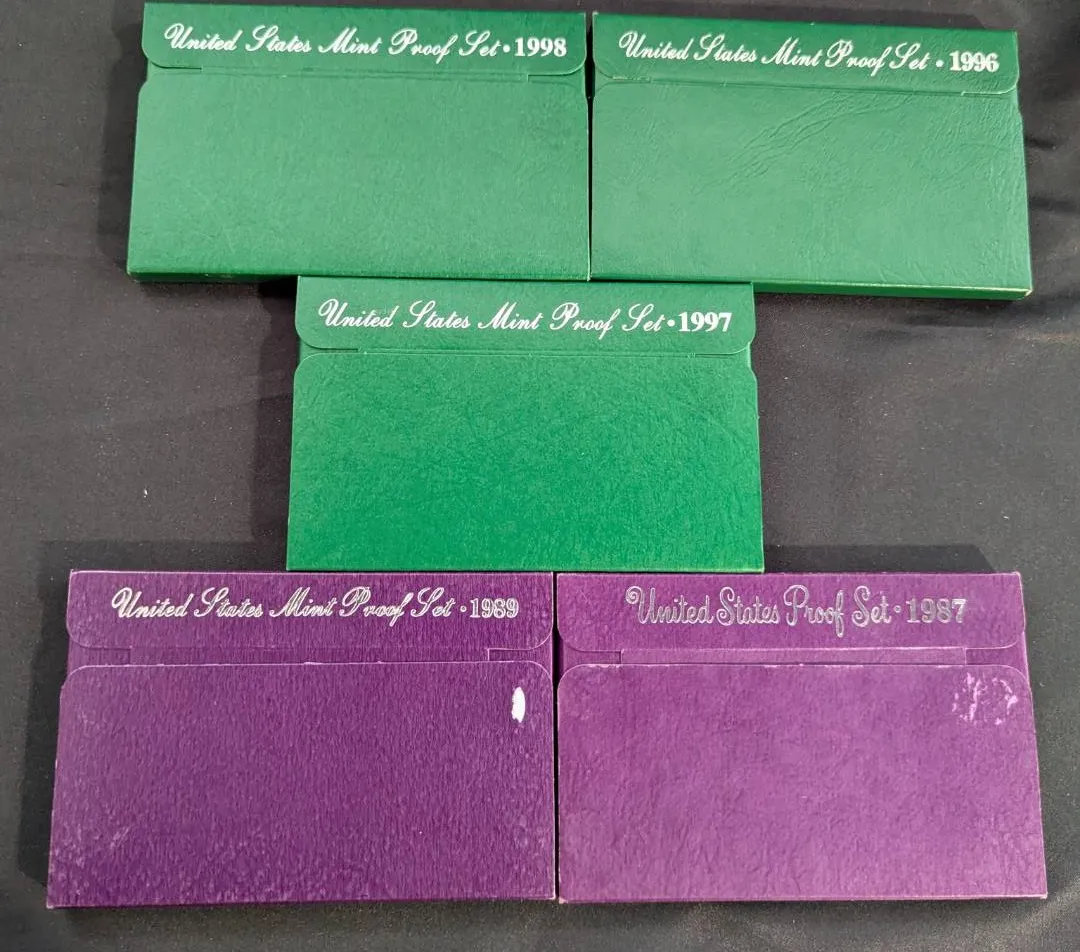 United States Mint Proof Set • 1998
United States Mint Proof Set • 1996
United States Mint Proof Set • 1997
United States Mint Proof Set • 1989
United States Proof Set • 1987